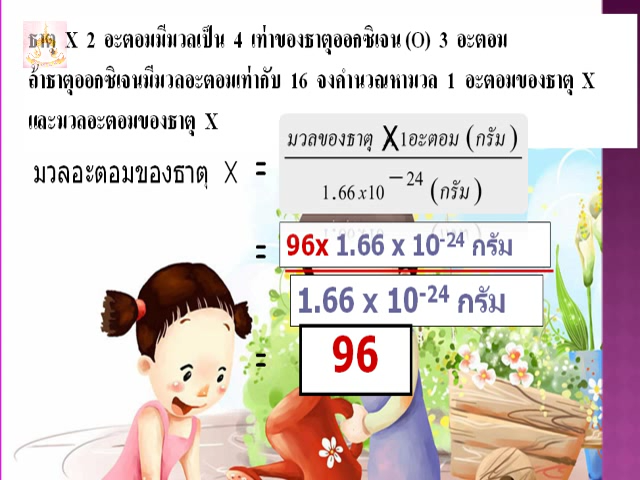 ธาตุ X 2 อะตอมมีมวลเป็น 4 เท่าของธาตุออกซิเจน (O) 3 อะตอม
ถ้าธาตุออกซิเจนมีมวลอะตอมเท่ากับ 16 จงคำนวณหามวล 1 อะตอมของธาตุ X
และมวลอะตอมของธาตุ X
มวลอะตอมของธาตุ X = มวลของธาตุ X 1อะตอม (กรัม)
1.66x10⁻²⁴ (กรัม)
= 96x 1.66 x 10⁻²⁴ กรัม
1.66 x 10⁻²⁴ กรัม
= 96